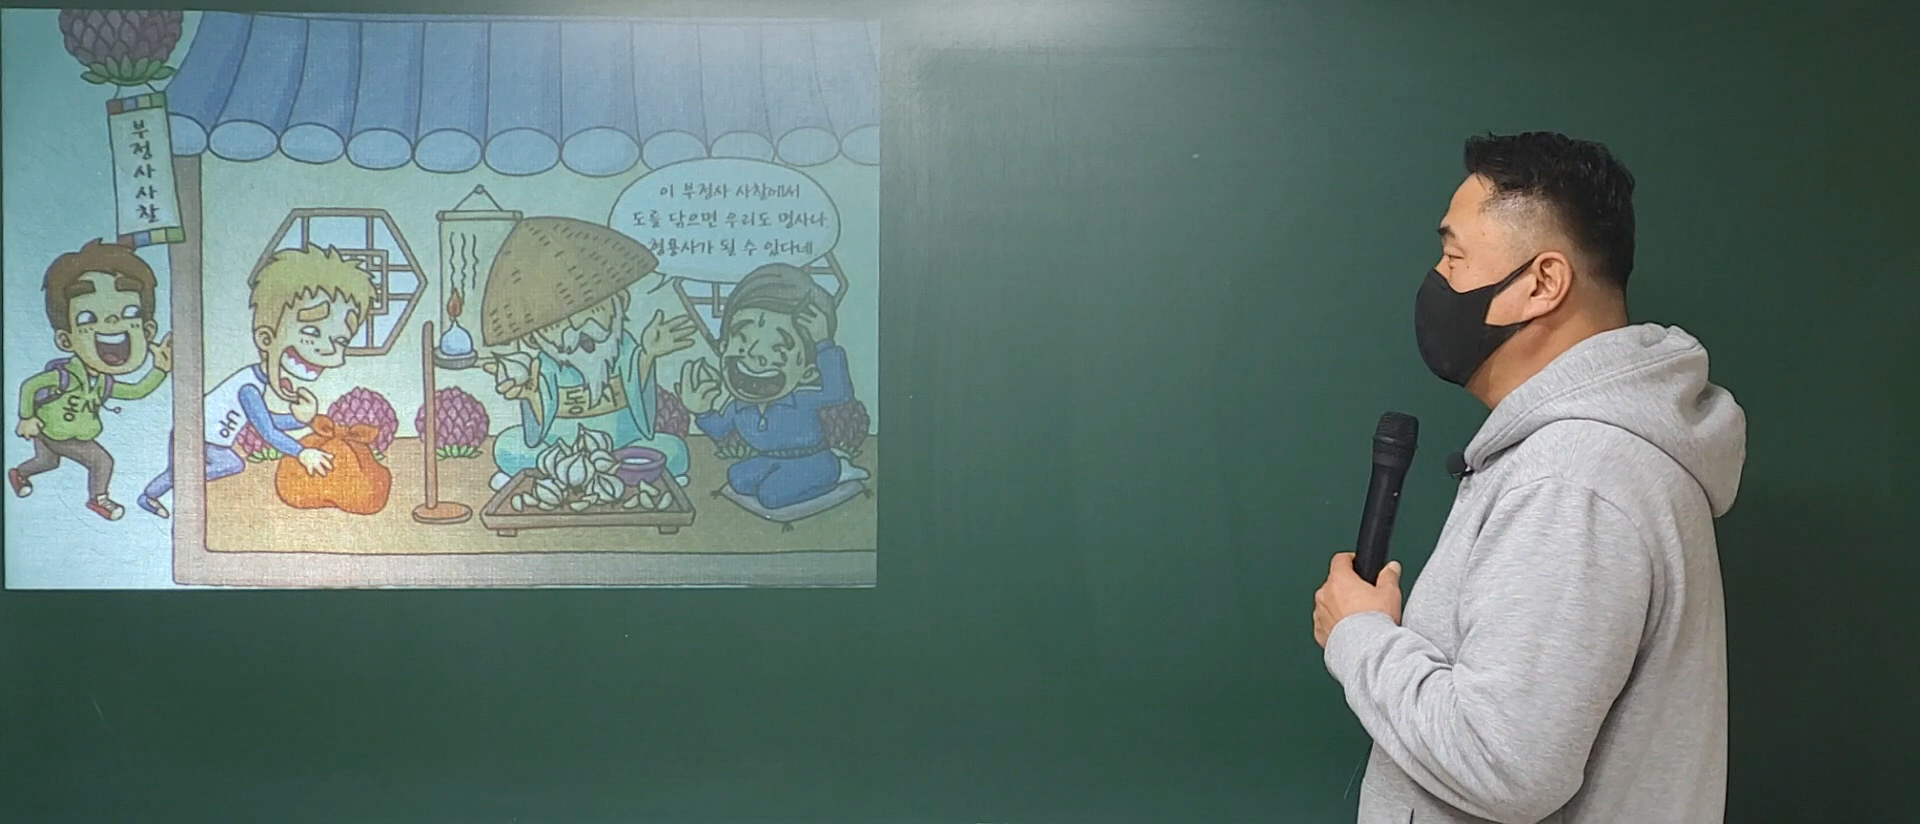 부정사사찰
이 부정사 사찰에서
도를 닦으면 우리도 명사나
형용사가 될 수 있다네
동사
나
동사